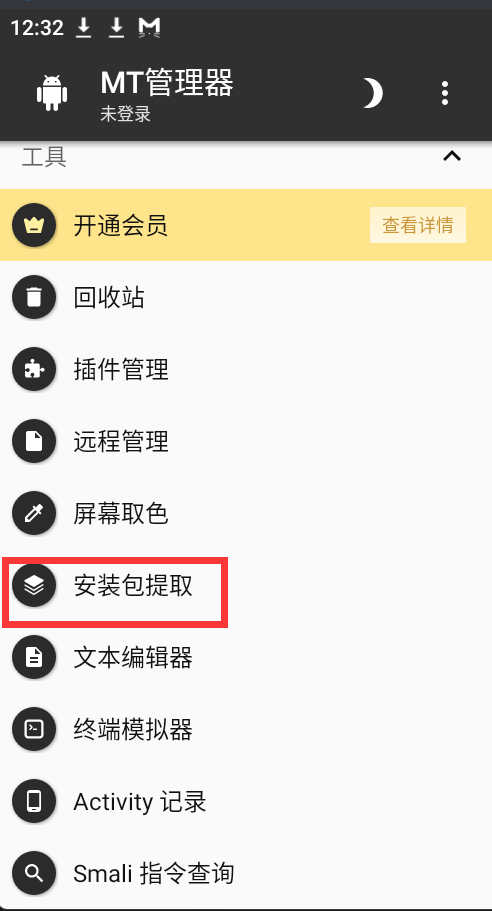 12:32
MT管理器
未登录
工具
开通会员 查看详情
回收站
插件管理
远程管理
屏幕取色
安装包提取
文本编辑器
终端模拟器
Activity 记录
Smali 指令查询